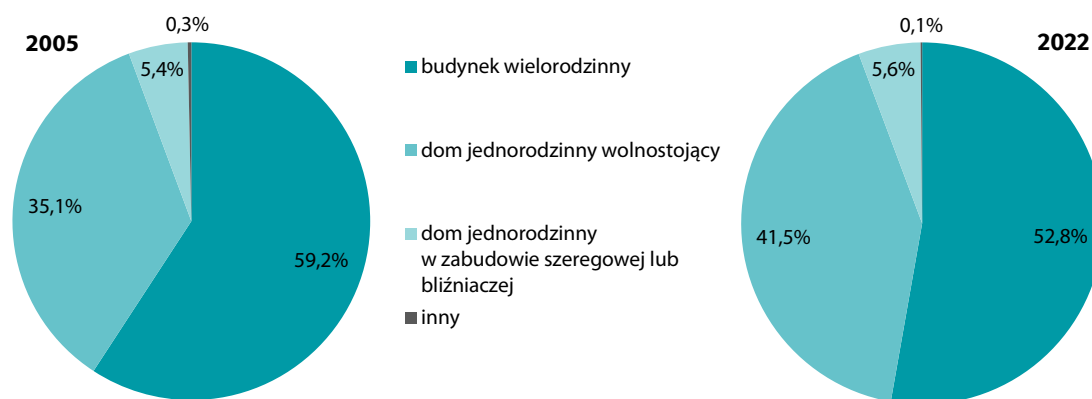 2005
0,3%
5,4%
35,1%
59,2%
budynek wielorodzinny
dom jednorodzinny wolnostojący
dom jednorodzinny
w zabudowie szeregowej lub
bliźniaczej
inny
2022
0,1%
5,6%
41,5%
52,8%